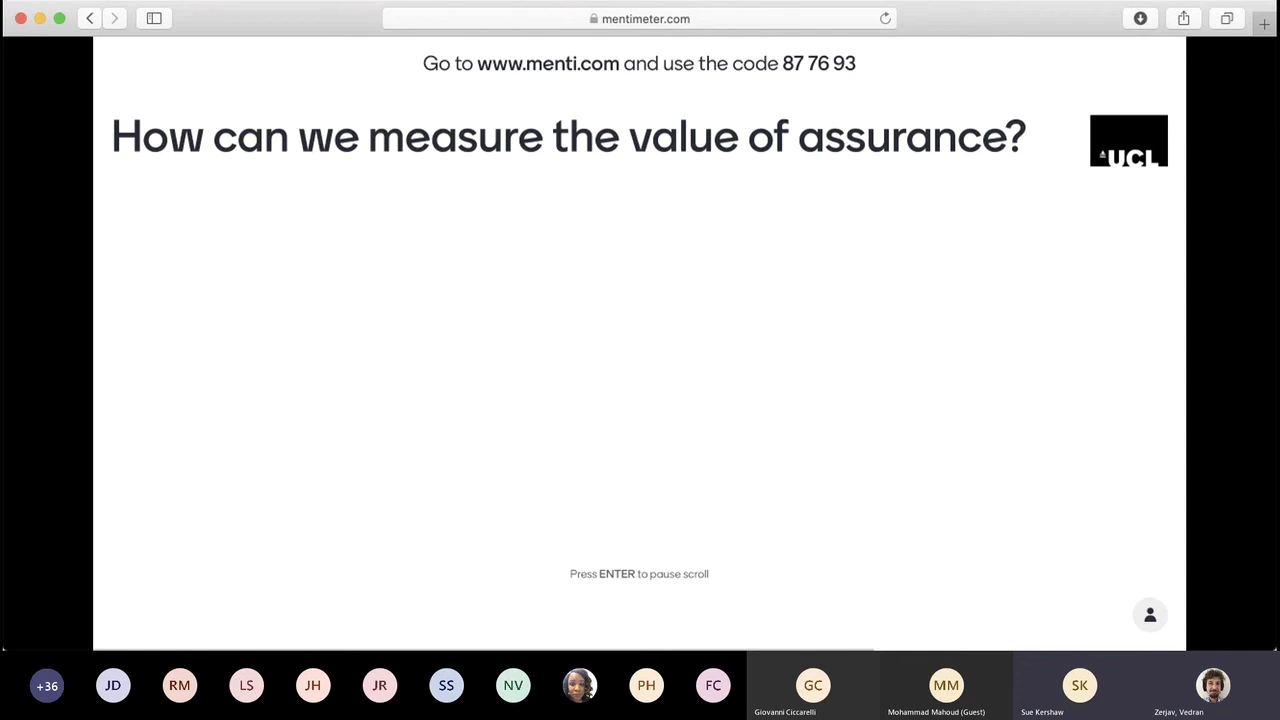 mentimeter.com
Go to www.menti.com and use the code 87 76 93
How can we measure the value of assurance?
UCL
Press ENTER to pause scroll
+36
JD
RM
LS
JH
JR
SS
NV
PH
FC
GC
MM
SK
Giovanni Ciccarelli
Mohammad Mahoud (Guest)
Sue Kershaw
Zerjav, Vedran